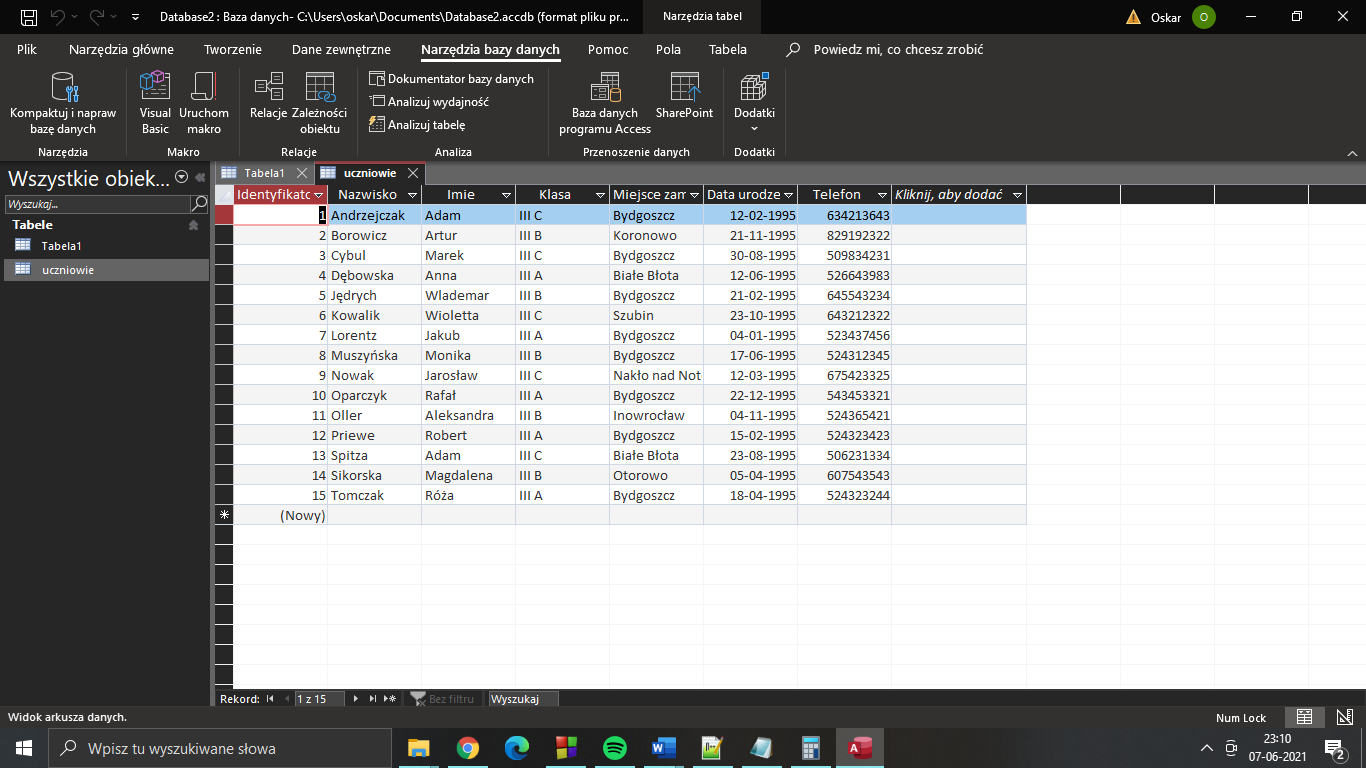 Database2 : Baza danych- C:\Users\oskar\Documents\Database2.accdb (format pliku pr...
Narzędzia tabel
Oskar
O
Plik Narzędzia główne Tworzenie Dane zewnętrzne Narzędzia bazy danych Pomoc Pola Tabela Powiedz mi, co chcesz zrobić
Kompaktuj i napraw bazę danych
Visual Basic
Uruchom makro
Relacje
Zależności obiektu
Dokumentator bazy danych
Analizuj wydajność
Analizuj tabelę
Baza danych programu Access
SharePoint
Dodatki
Narzędzia Makro Relacje Analiza Przenoszenie danych Dodatki
Wszystkie obiek...
Wyszukaj...
Tabele
Tabela1
uczniowie
Tabela1 uczniowie
Identyfikatc Nazwisko Imie Klasa Miejsce zam Data urodze Telefon Kliknij, aby dodać
1 Andrzejczak Adam III C Bydgoszcz 12-02-1995 634213643
2 Borowicz Artur III B Koronowo 21-11-1995 829192322
3 Cybul Marek III C Bydgoszcz 30-08-1995 509834231
4 Dębowska Anna III A Białe Błota 12-06-1995 526643983
5 Jędrych Wlademar III B Bydgoszcz 21-02-1995 645543234
6 Kowalik Wioletta III C Szubin 23-10-1995 643212322
7 Lorentz Jakub III A Bydgoszcz 04-01-1995 523437456
8 Muszyńska Monika III B Bydgoszcz 17-06-1995 524312345
9 Nowak Jarosław III C Nakło nad Not 12-03-1995 675423325
10 Oparczyk Rafał III A Bydgoszcz 22-12-1995 543453321
11 Oller Aleksandra III B Inowrocław 04-11-1995 524365421
12 Priewe Robert III A Bydgoszcz 15-02-1995 524323423
13 Spitza Adam III C Białe Błota 23-08-1995 506231334
14 Sikorska Magdalena III B Otorowo 05-04-1995 607543543
15 Tomczak Róża III A Bydgoszcz 18-04-1995 524323244
(Nowy)
Rekord: 1 z 15 Bez filtru Wyszukaj
Widok arkusza danych.
Num Lock
Wpisz tu wyszukiwane słowa
23:10
07-06-2021
2